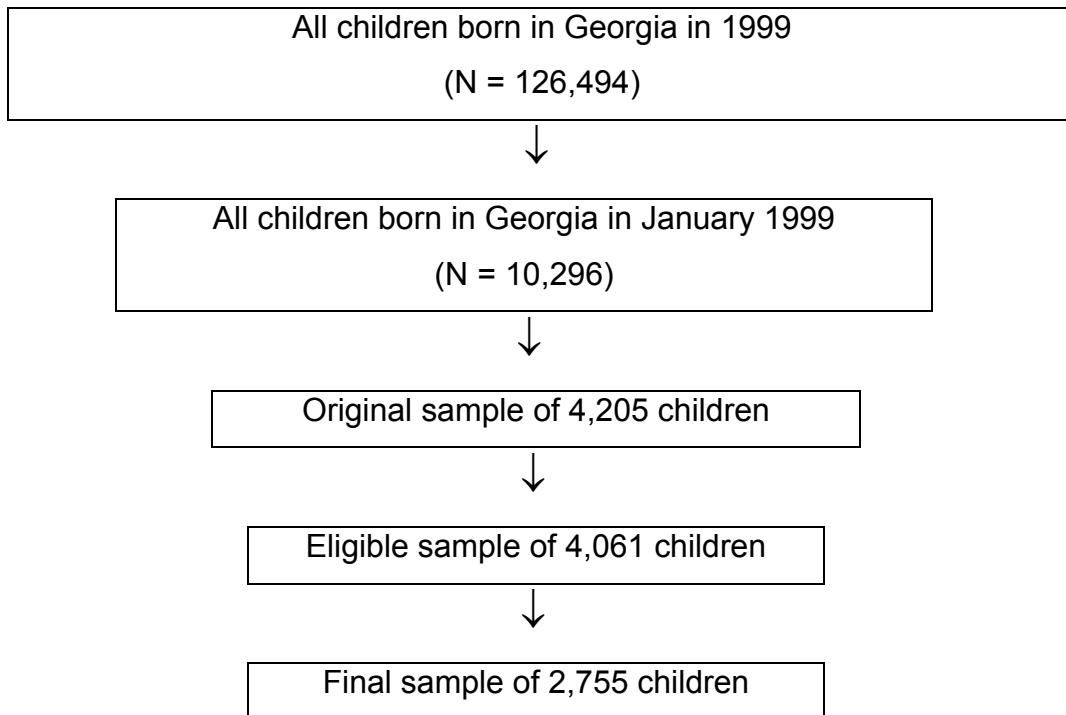 All children born in Georgia in 1999
(N = 126,494)
↓
All children born in Georgia in January 1999
(N = 10,296)
↓
Original sample of 4,205 children
↓
Eligible sample of 4,061 children
↓
Final sample of 2,755 children